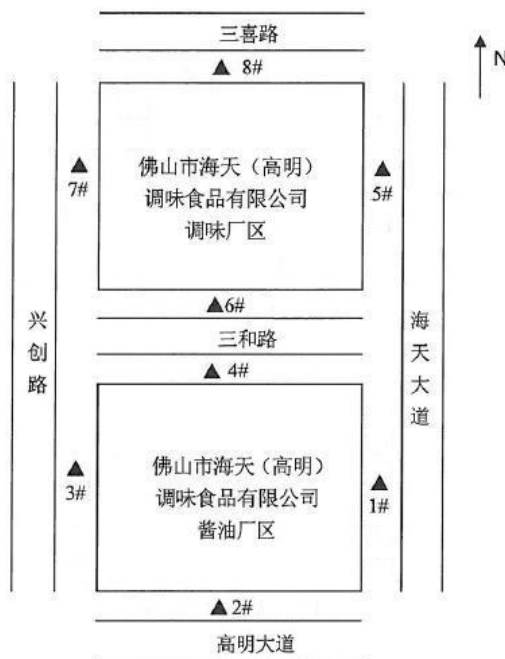 三喜路
▲ 8#
N
佛山市海天（高明）
调味食品有限公司
调味厂区
▲
7#
▲
5#
▲6#
三和路
▲ 4#
兴创路
海天大道
佛山市海天（高明）
调味食品有限公司
酱油厂区
▲
3#
▲
1#
▲2#
高明大道